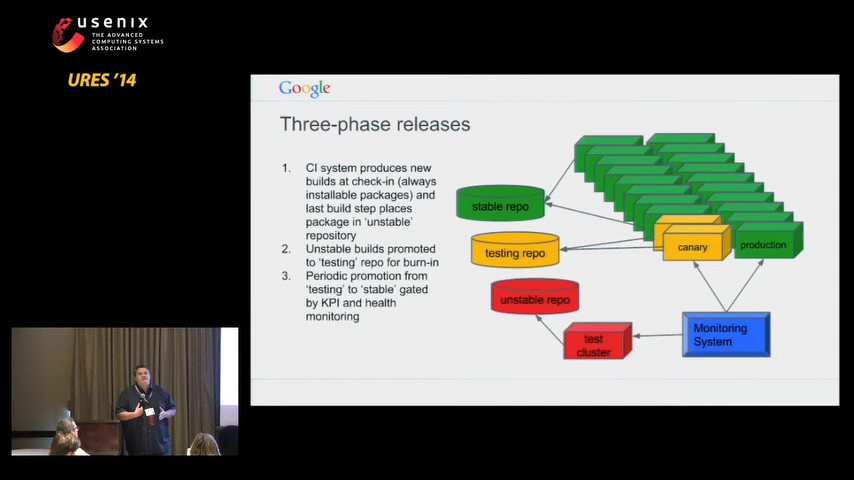 usenix
THE ADVANCED
COMPUTING SYSTEMS
ASSOCIATION
URES '14
Google
Three-phase releases
1. CI system produces new
builds at check-in (always
installable packages) and
last build step places
package in 'unstable'
repository
2. Unstable builds promoted
to 'testing' repo for burn-in
3. Periodic promotion from
'testing' to 'stable' gated
by KPI and health
monitoring
stable repo
testing repo
unstable repo
canary
production
test
cluster
Monitoring
System